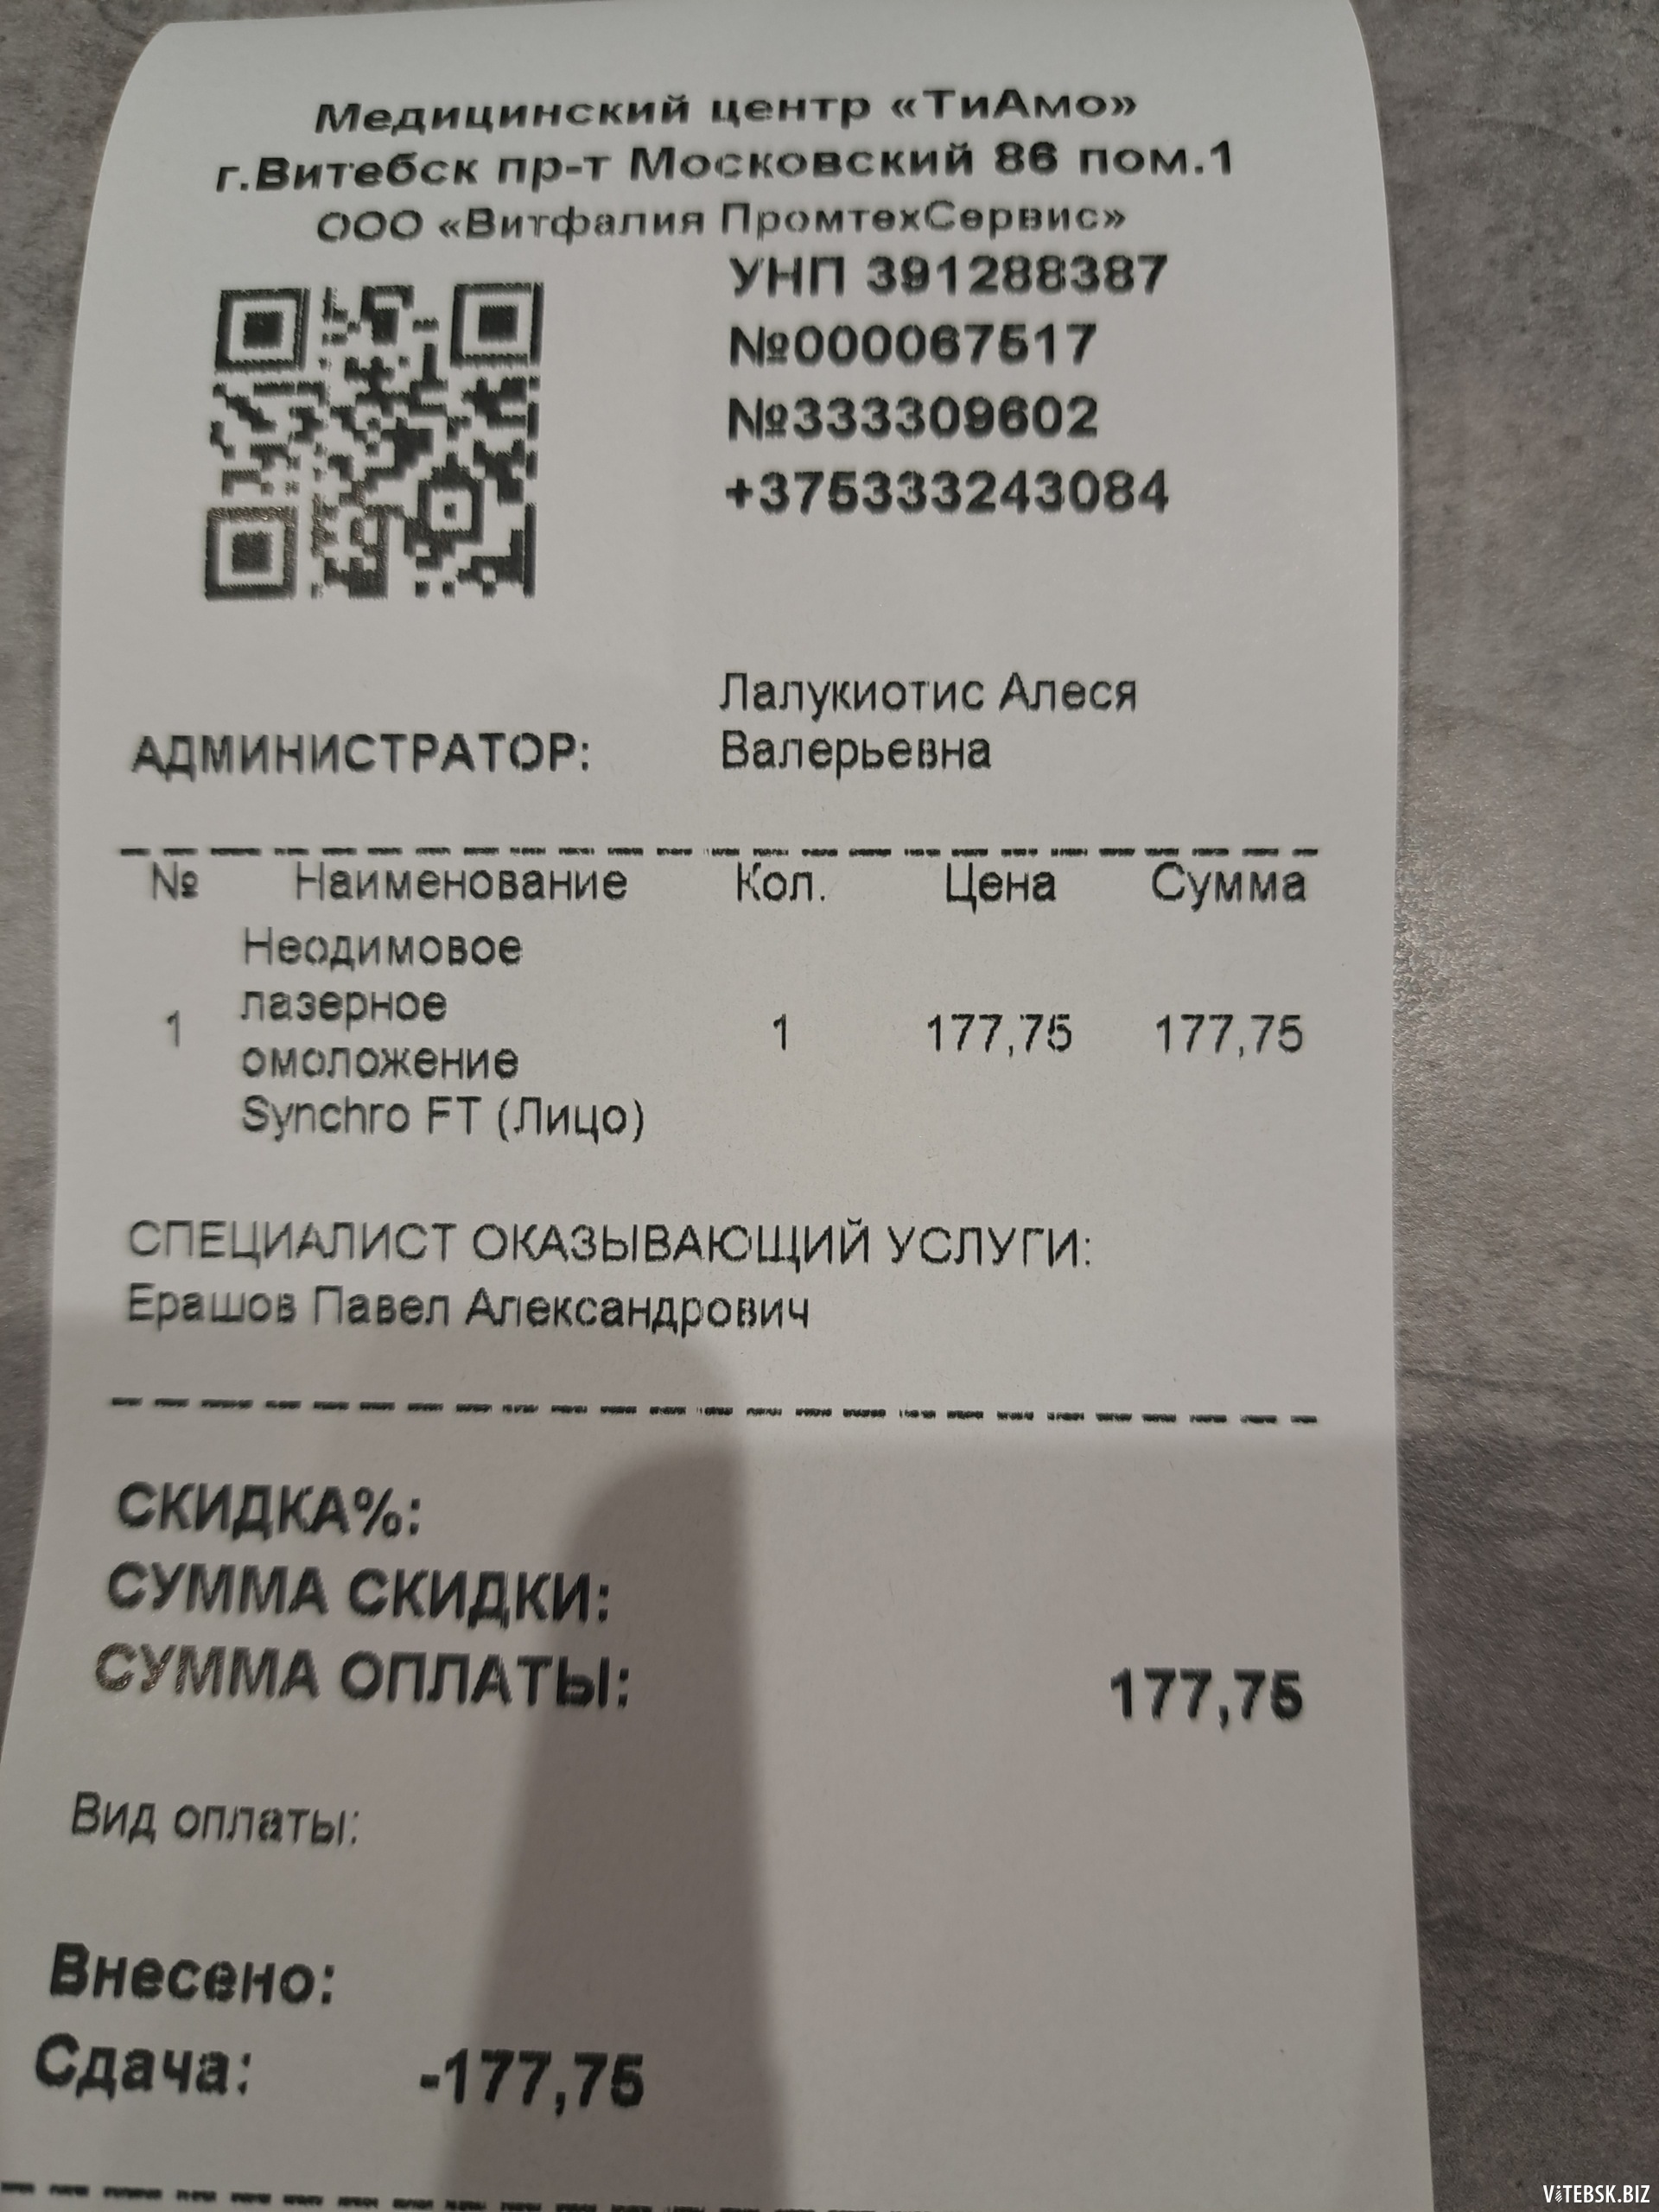 Медицинский центр «ТиАмо»
г.Витебск пр-т Московский 86 пом.1
ООО «Витфалия ПромтехСервис»
УНП 391288387
№000067517
№333309602
+375333243084
Лалукиотис Алеся
АДМИНИСТРАТОР: Валерьевна
№ Наименование Кол. Цена Сумма
Неодимовое
лазерное
1 омоложение 1 177,75 177,75
Synchro FT (Лицо)
СПЕЦИАЛИСТ ОКАЗЫВАЮЩИЙ УСЛУГИ:
Ерашов Павел Александрович
СКИДКА%:
СУММА СКИДКИ:
СУММА ОПЛАТЫ: 177,75
Вид оплаты:
Внесено:
Сдача: -177,75
VITEBSK.BIZ